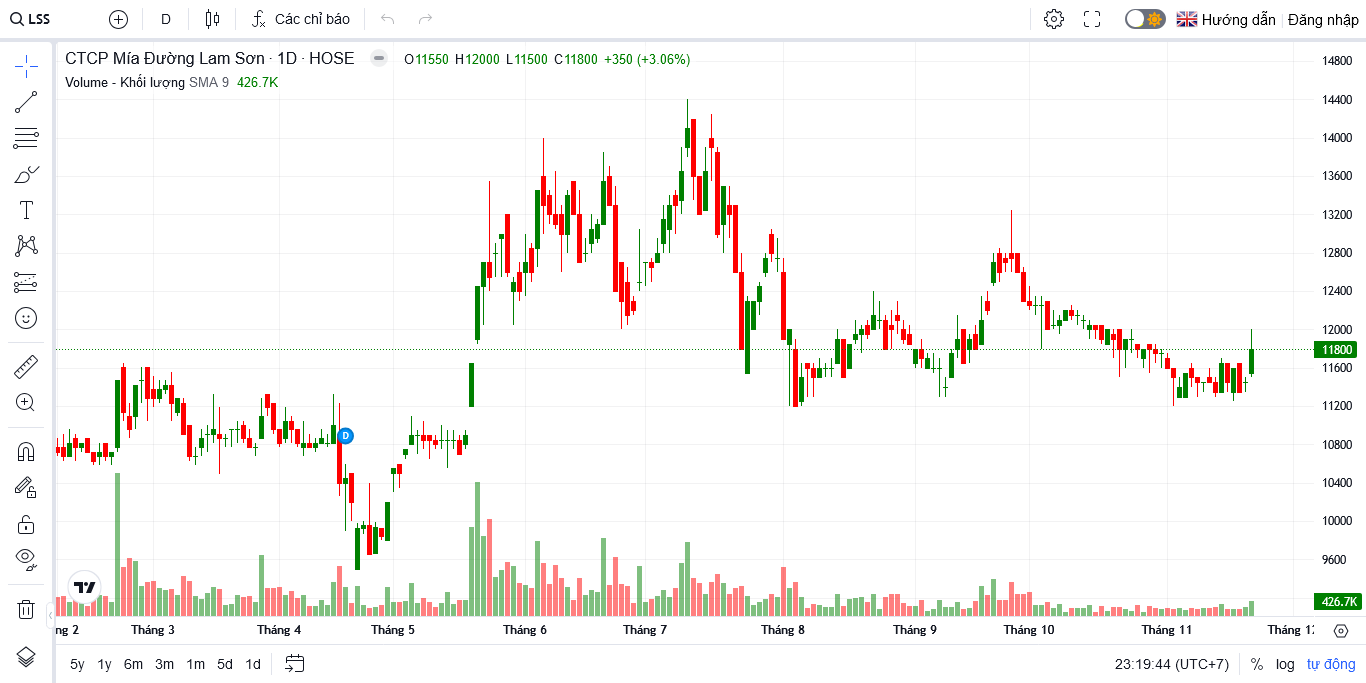 LSS D Các chỉ báo Hướng dẫn Đăng nhập
CTCP Mía Đường Lam Sơn · 1D · HOSE O11550 H12000 L11500 C11800 +350 (+3.06%)
Volume - Khối lượng SMA 9 426.7K
14800
14400
14000
13600
13200
12800
12400
12000
11800
11600
11200
10800
10400
10000
9600
426.7K
D
ng 2 Tháng 3 Tháng 4 Tháng 5 Tháng 6 Tháng 7 Tháng 8 Tháng 9 Tháng 10 Tháng 11 Tháng 1
5y 1y 6m 3m 1m 5d 1d 23:19:44 (UTC+7) % log tự động